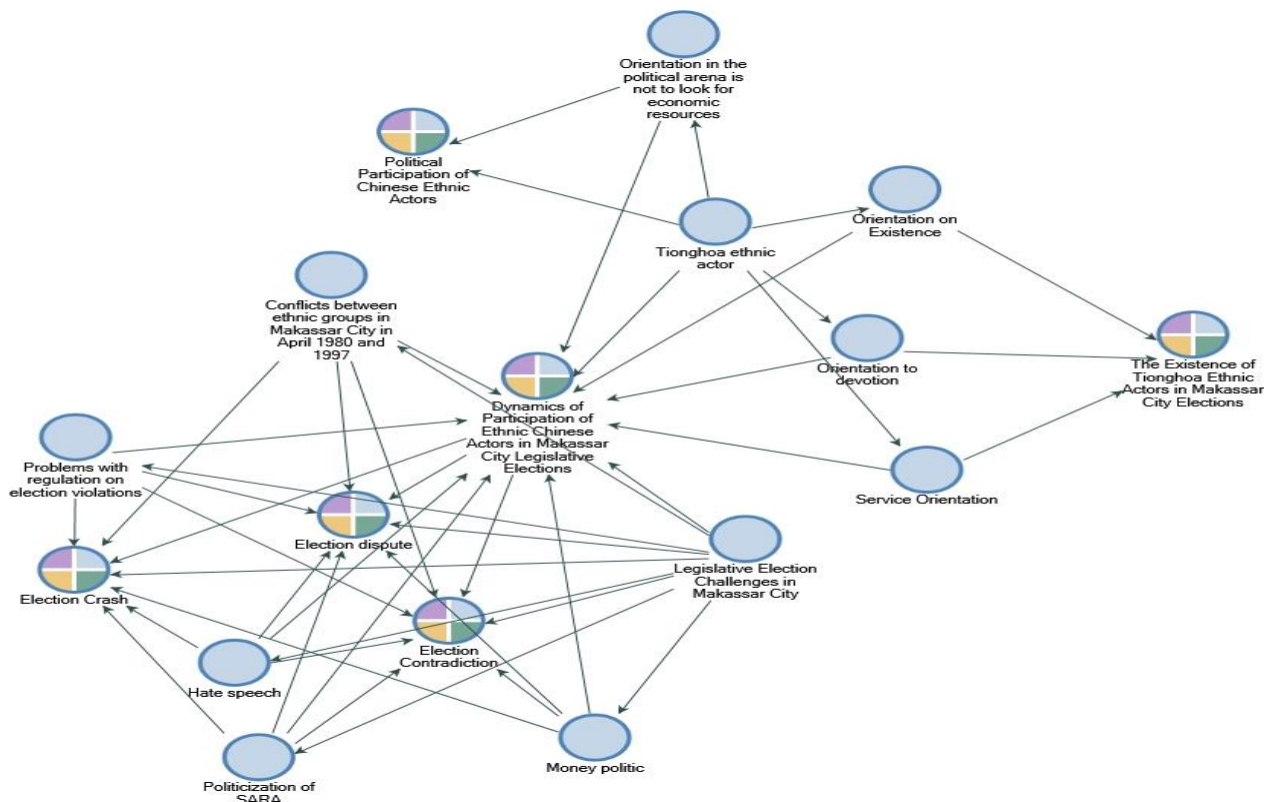 Orientation in the
political arena is
not to look for
economic
resources
Political
Participation of
Chinese Ethnic
Actors
Orientation on
Existence
Tionghoa ethnic
actor
Conflicts between
ethnic groups in
Makassar City in
April 1980 and
1997
Orientation to
devotion
The Existence of
Tionghoa Ethnic
Actors in Makassar
City Elections
Dynamics of
Participation of
Ethnic Chinese
Actors in Makassar
City Legislative
Elections
Problems with
regulation on
election violations
Service Orientation
Election dispute
Legislative Election
Challenges in
Makassar City
Election Crash
Election
Contradiction
Hate speech
Money politic
Politicization of
SARA